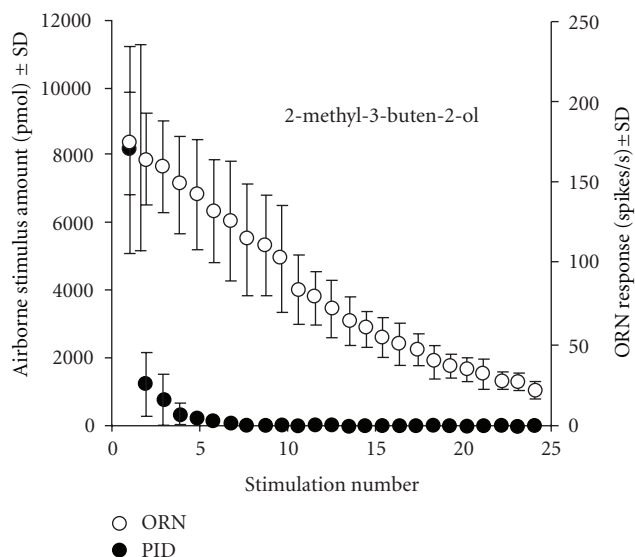 12000
10000
8000
6000
4000
2000
0
Airborne stimulus amount (pmol) ± SD
2-methyl-3-buten-2-ol
250
200
150
100
50
0
ORN response (spikes/s)±SD
0 5 10 15 20 25
Stimulation number
ORN
PID